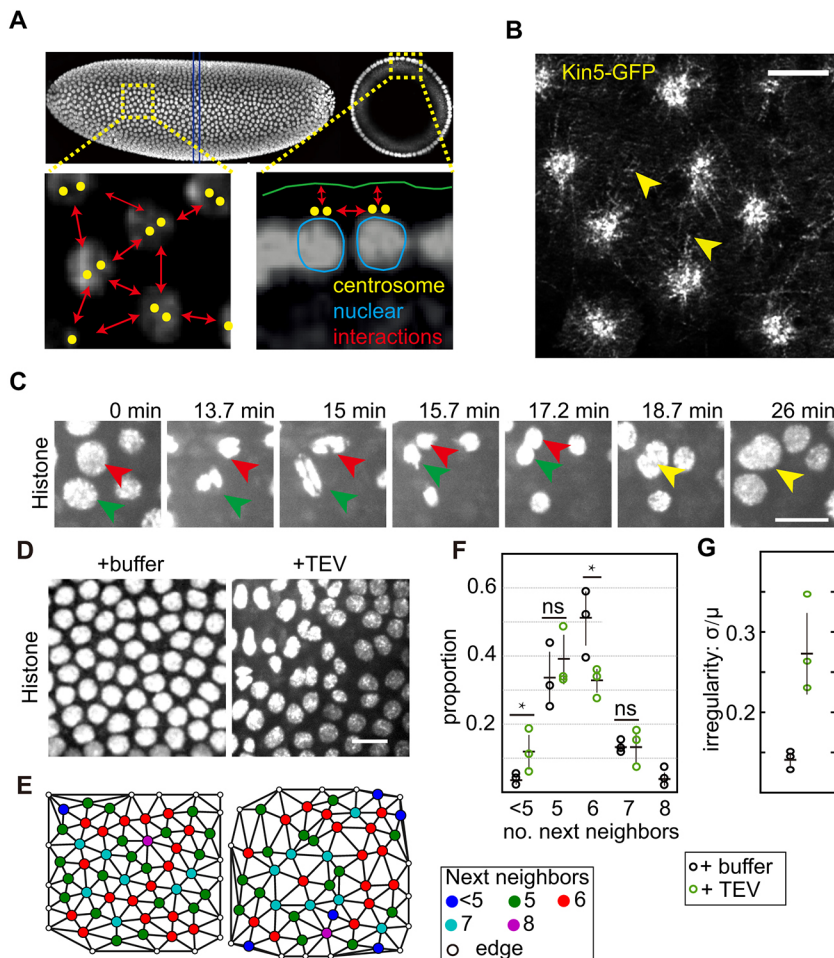 A
B
Kin5-GFP
centrosome
nuclear
interactions
C
0 min 13.7 min 15 min 15.7 min 17.2 min 18.7 min 26 min
Histone
D
+buffer +TEV
Histone
E
F
proportion
0.6
0.4
0.2
* ns * ns
<5 5 6 7 8
no. next neighbors
G
irregularity: σ/μ
0.3
0.2
Next neighbors
<5 5 6
7 8
edge
+ buffer
+ TEV